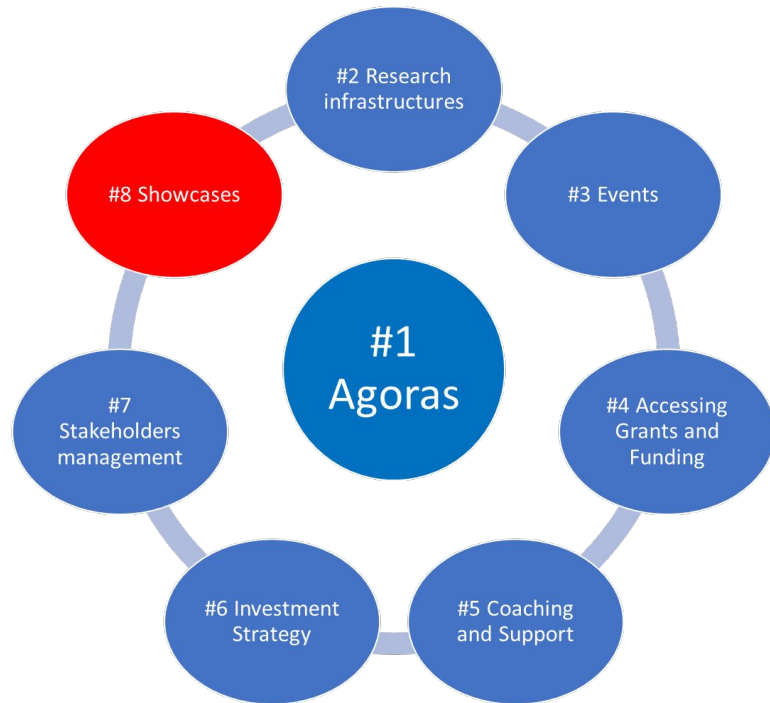 #2 Research
infrastructures
#3 Events
#4 Accessing
Grants and
Funding
#5 Coaching
and Support
#6 Investment
Strategy
#7
Stakeholders
management
#8 Showcases
#1
Agoras